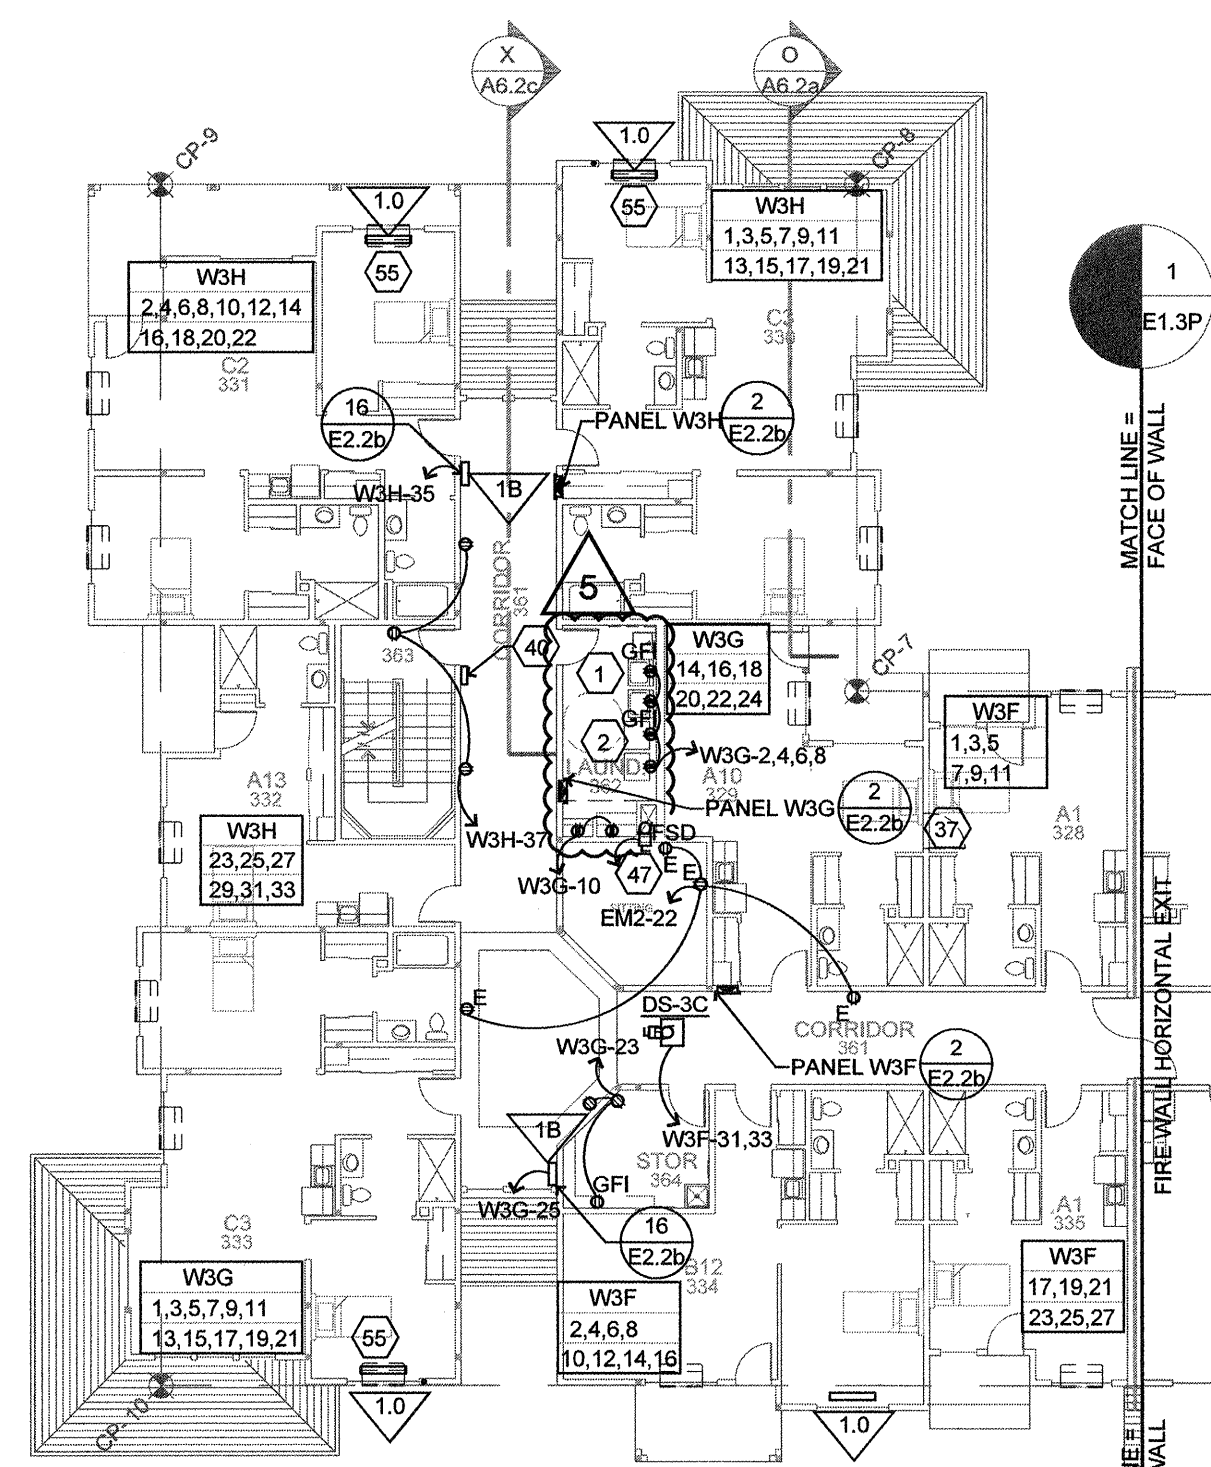 X
A6.2c
O
A6.2a
CP-9
1.0
CP-8
1.0
55
W3H
1,3,5,7,9,11
13,15,17,19,21
55
W3H
2,4,6,8,10,12,14
16,18,20,22
1
E1.3P
C2
331
16
E2.2b
PANEL W3H
2
E2.2b
MATCH LINE =
FACE OF WALL
W3H-35
1B
CORRIDOR
361
5
363
40
GFI
1
W3G
14,16,18
20,22,24
CP-7
GFI
2
W3G-2,4,6,8
W3F
1,3,5
7,9,11
A13
332
362
A10
329
PANEL W3G
2
E2.2b
37
A1
328
W3H
23,25,27
29,31,33
W3H-37
FSD
E
E
47
W3G-10
EM2-22
E
DS-3C
E
CORRIDOR
361
W3G-23
PANEL W3F
2
E2.2b
FIRE WALL HORIZONTAL EXIT
1B
W3F-31,33
STOR
364
GFI
W3G-25
16
E2.2b
C3
333
B12
334
A1
335
W3G
1,3,5,7,9,11
13,15,17,19,21
55
W3F
2,4,6,8
10,12,14,16
W3F
17,19,21
23,25,27
CP-10
1.0
1.0